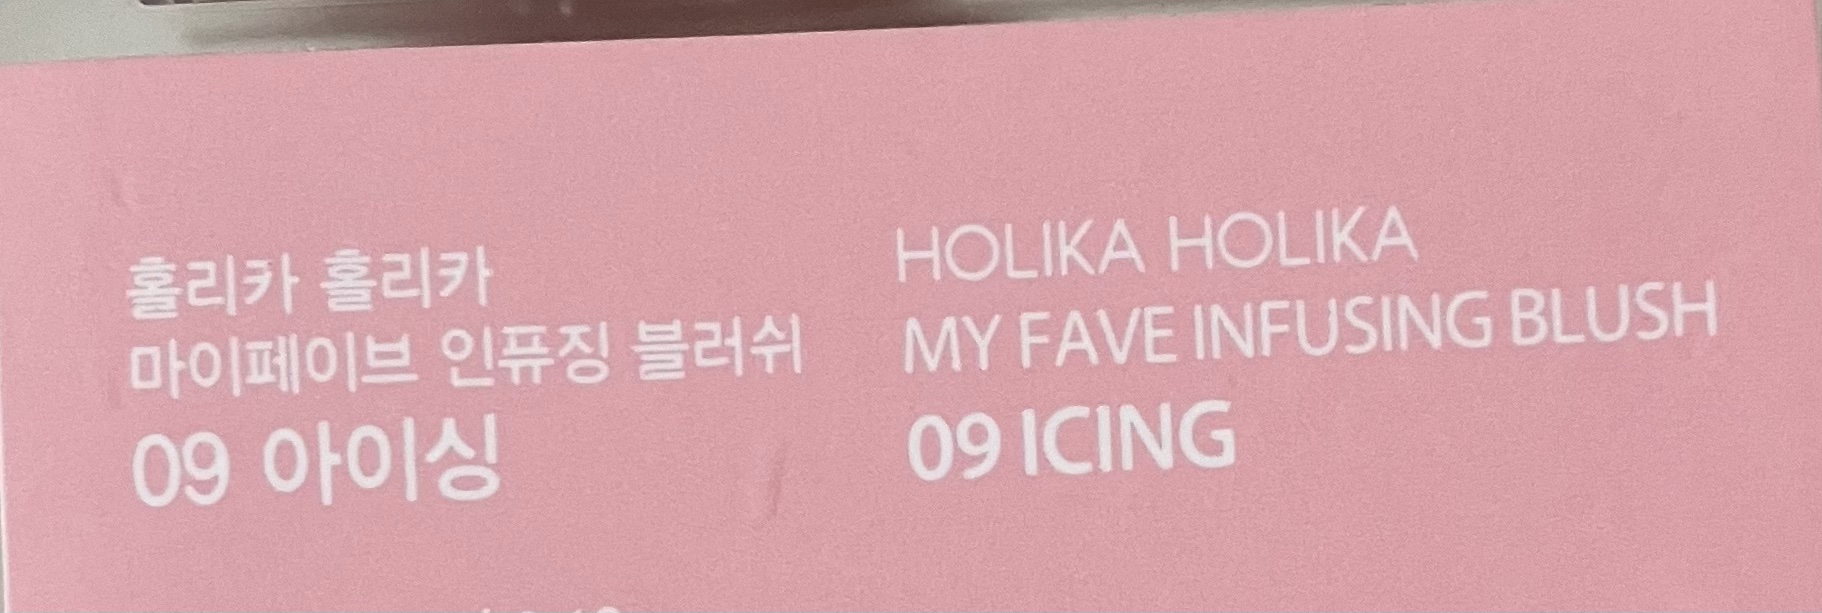 홀리카 홀리카
마이페이브 인퓨징 블러쉬
09 아이싱
HOLIKA HOLIKA
MY FAVE INFUSING BLUSH
09 ICING